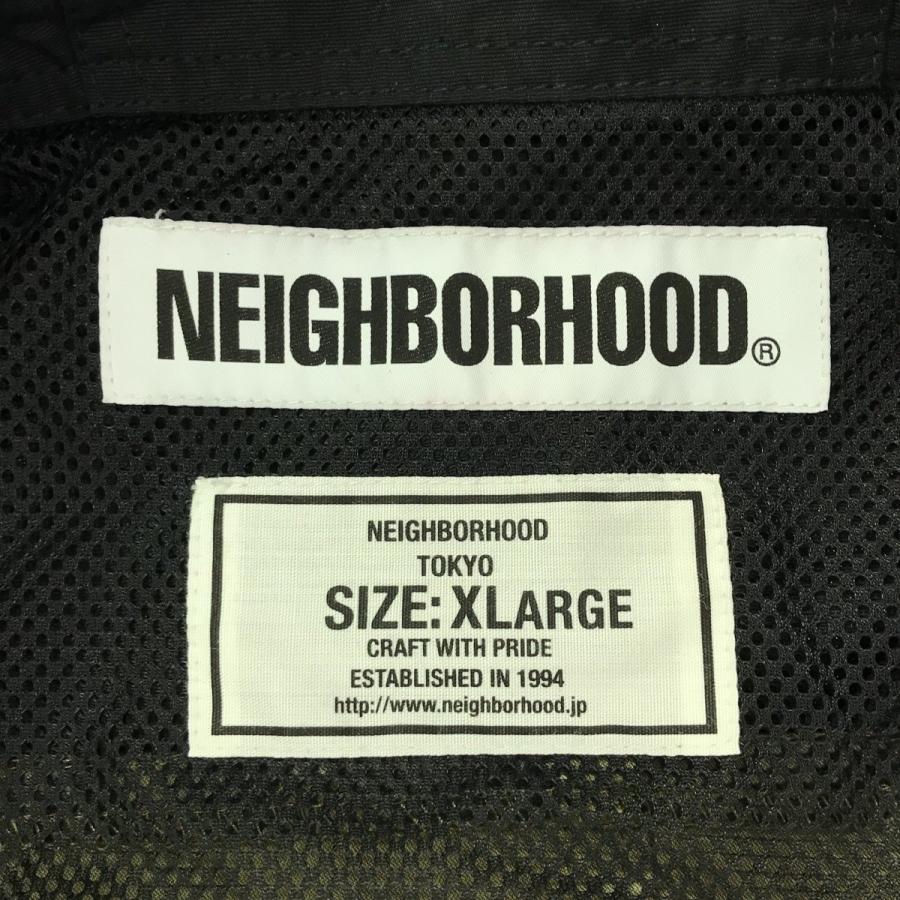 NEIGHBORHOOD®
NEIGHBORHOOD
TOKYO
SIZE: XLARGE
CRAFT WITH PRIDE
ESTABLISHED IN 1994
http://www.neighborhood.jp